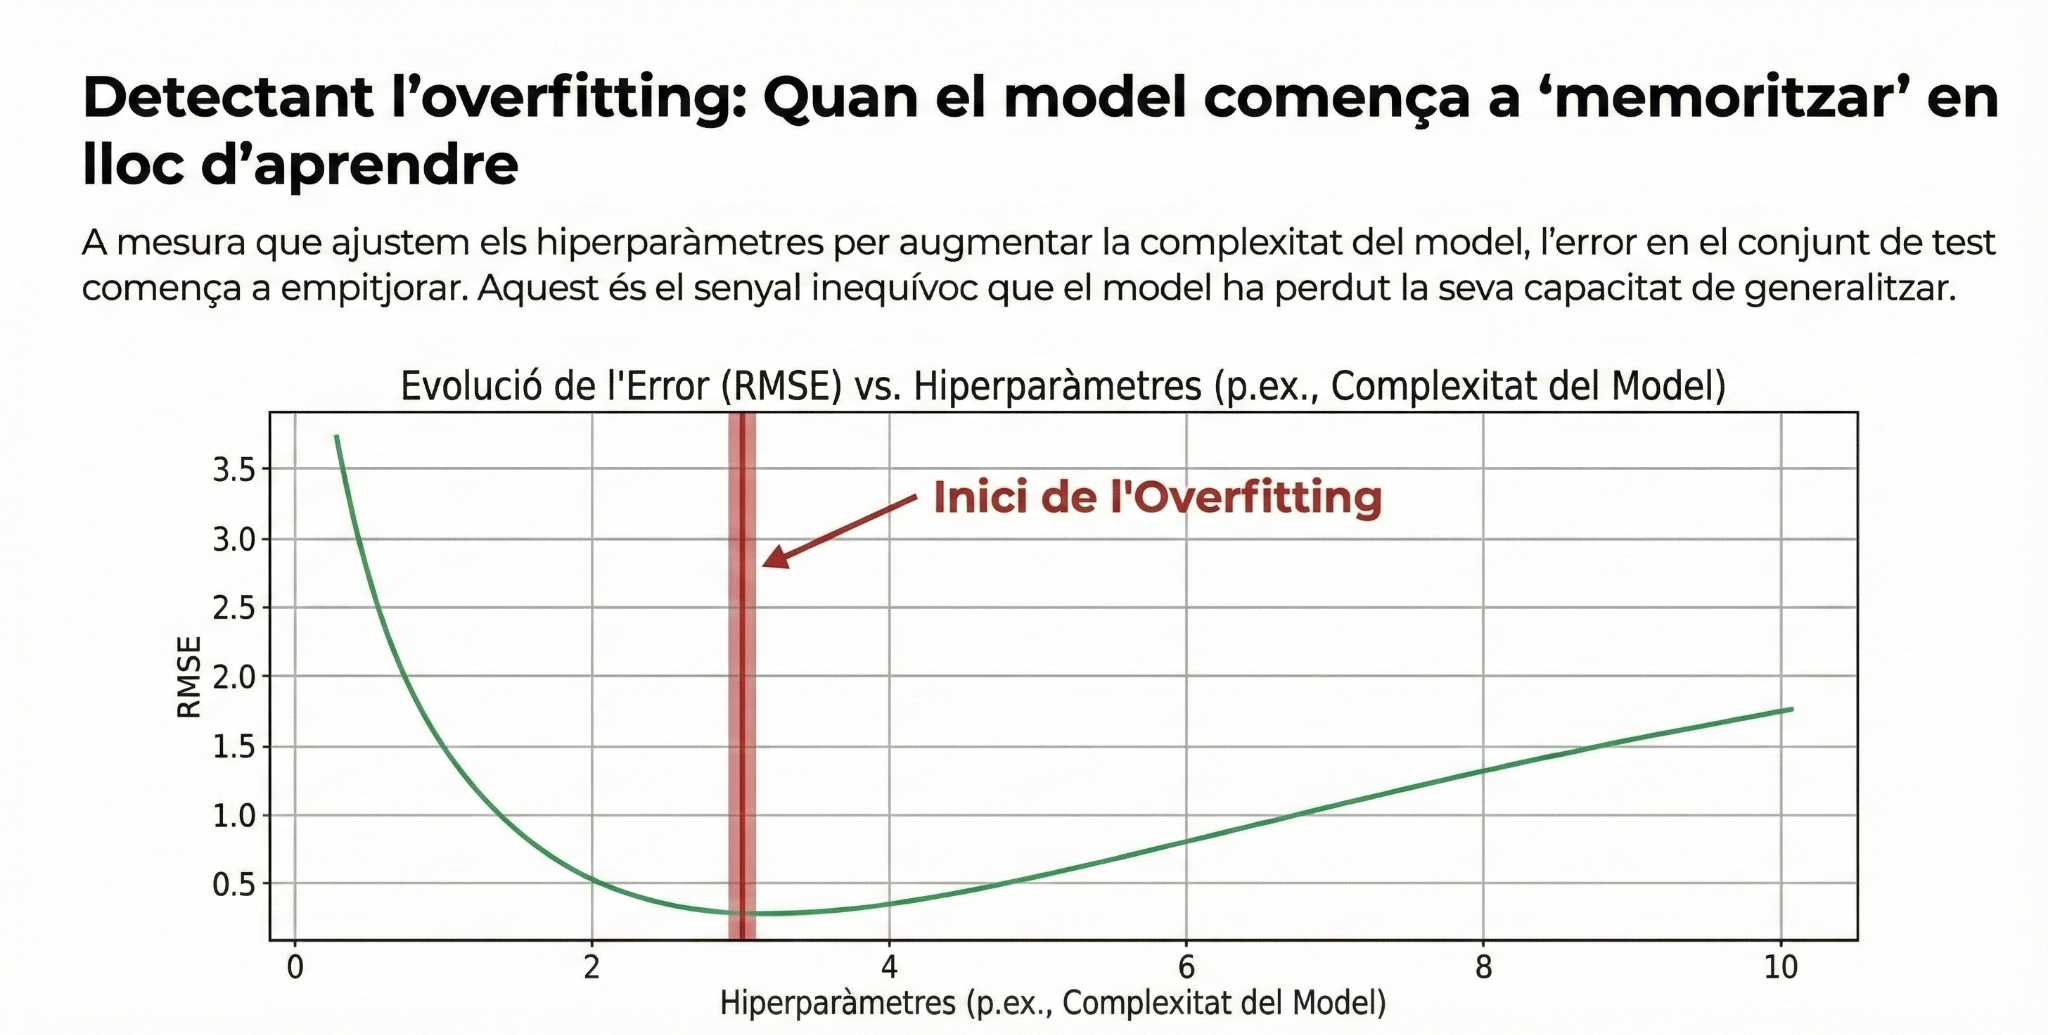 Detectant l’overfitting: Quan el model comença a ‘memoritzar’ en
lloc d’aprendre
A mesura que ajustem els hiperparàmetres per augmentar la complexitat del model, l’error en el conjunt de test
comença a empitjorar. Aquest és el senyal inequívoc que el model ha perdut la seva capacitat de generalitzar.
Evolució de l'Error (RMSE) vs. Hiperparàmetres (p.ex., Complexitat del Model)
Inici de l'Overfitting
RMSE
3.5
3.0
2.5
2.0
1.5
1.0
0.5
0 2 4 6 8 10
Hiperparàmetres (p.ex., Complexitat del Model)